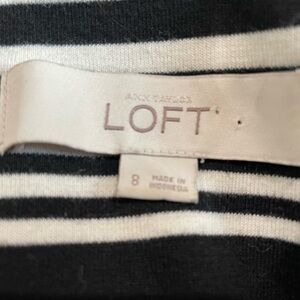 ANN TAYLOR
LOFT
8
MADE IN
INDONESIA